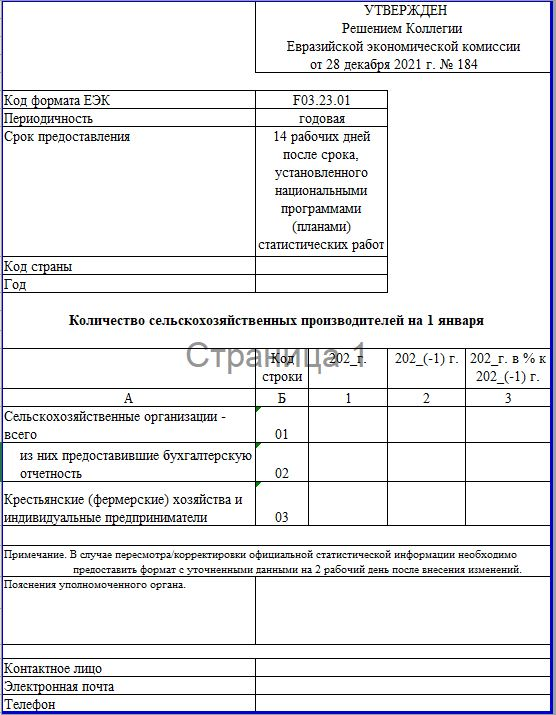 УТВЕРЖДЕН
Решением Коллегии
Евразийской экономической комиссии
от 28 декабря 2021 г. № 184
Код формата ЕЭК F03.23.01
Периодичность годовая
Срок предоставления 14 рабочих дней
после срока,
установленного
национальными
программами
(планами)
статистических работ
Код страны
Год
Количество сельскохозяйственных производителей на 1 января
Страница 1
Код 202_г. 202_(-1) г. 202_г. в % к
строки 202_(-1) г.
А Б 1 2 3
Сельскохозяйственные организации -
всего 01
из них предоставившие бухгалтерскую
отчетность 02
Крестьянские (фермерские) хозяйства и
индивидуальные предприниматели 03
Примечание. В случае пересмотра/корректировки официальной статистической информации необходимо
предоставить формат с уточненными данными на 2 рабочий день после внесения изменений.
Пояснения уполномоченного органа.
Контактное лицо
Электронная почта
Телефон